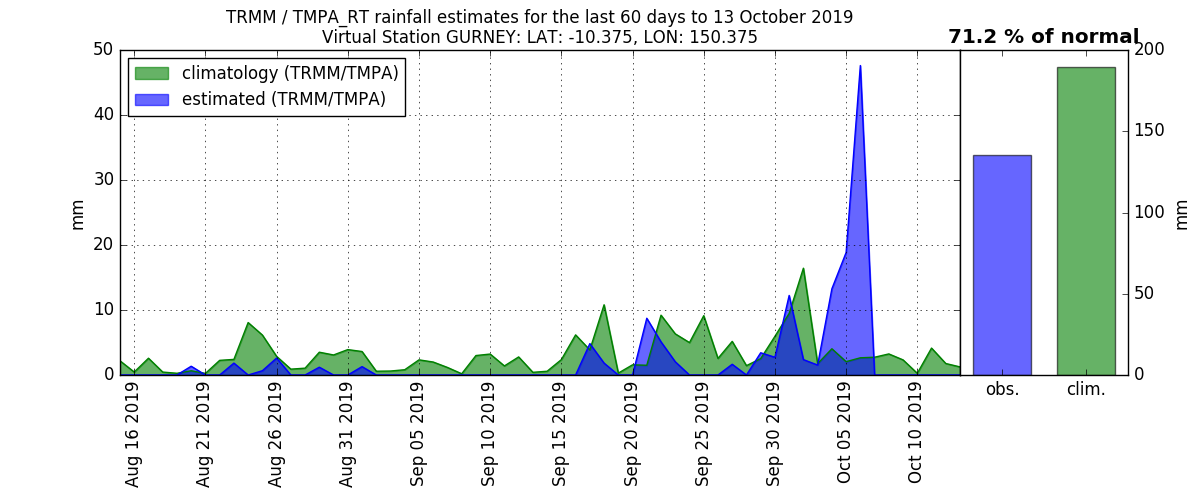 TRMM / TMPA_RT rainfall estimates for the last 60 days to 13 October 2019
Virtual Station GURNEY: LAT: -10.375, LON: 150.375
71.2 % of normal
climatology (TRMM/TMPA)
estimated (TRMM/TMPA)
50
40
30
20
10
0
mm
Aug 16 2019
Aug 21 2019
Aug 26 2019
Aug 31 2019
Sep 05 2019
Sep 10 2019
Sep 15 2019
Sep 20 2019
Sep 25 2019
Sep 30 2019
Oct 05 2019
Oct 10 2019
obs.
clim.
200
150
100
50
0
mm